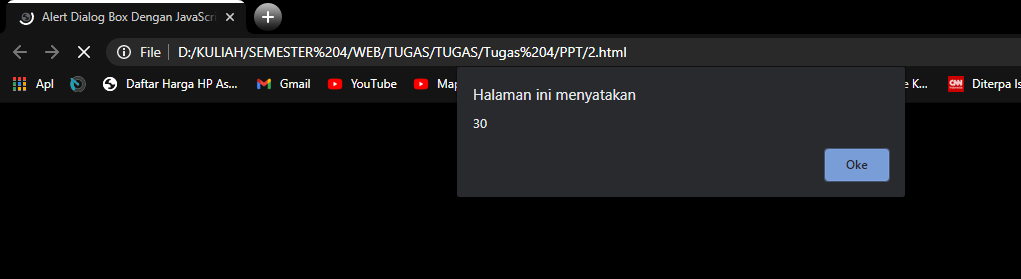 Alert Dialog Box Dengan JavaScri
File D:/KULIAH/SEMESTER%204/WEB/TUGAS/TUGAS/Tugas%204/PPT/2.html
Apl Daftar Harga HP As... Gmail YouTube Map e K... CNN Diterpa Is
Halaman ini menyatakan
30
Oke